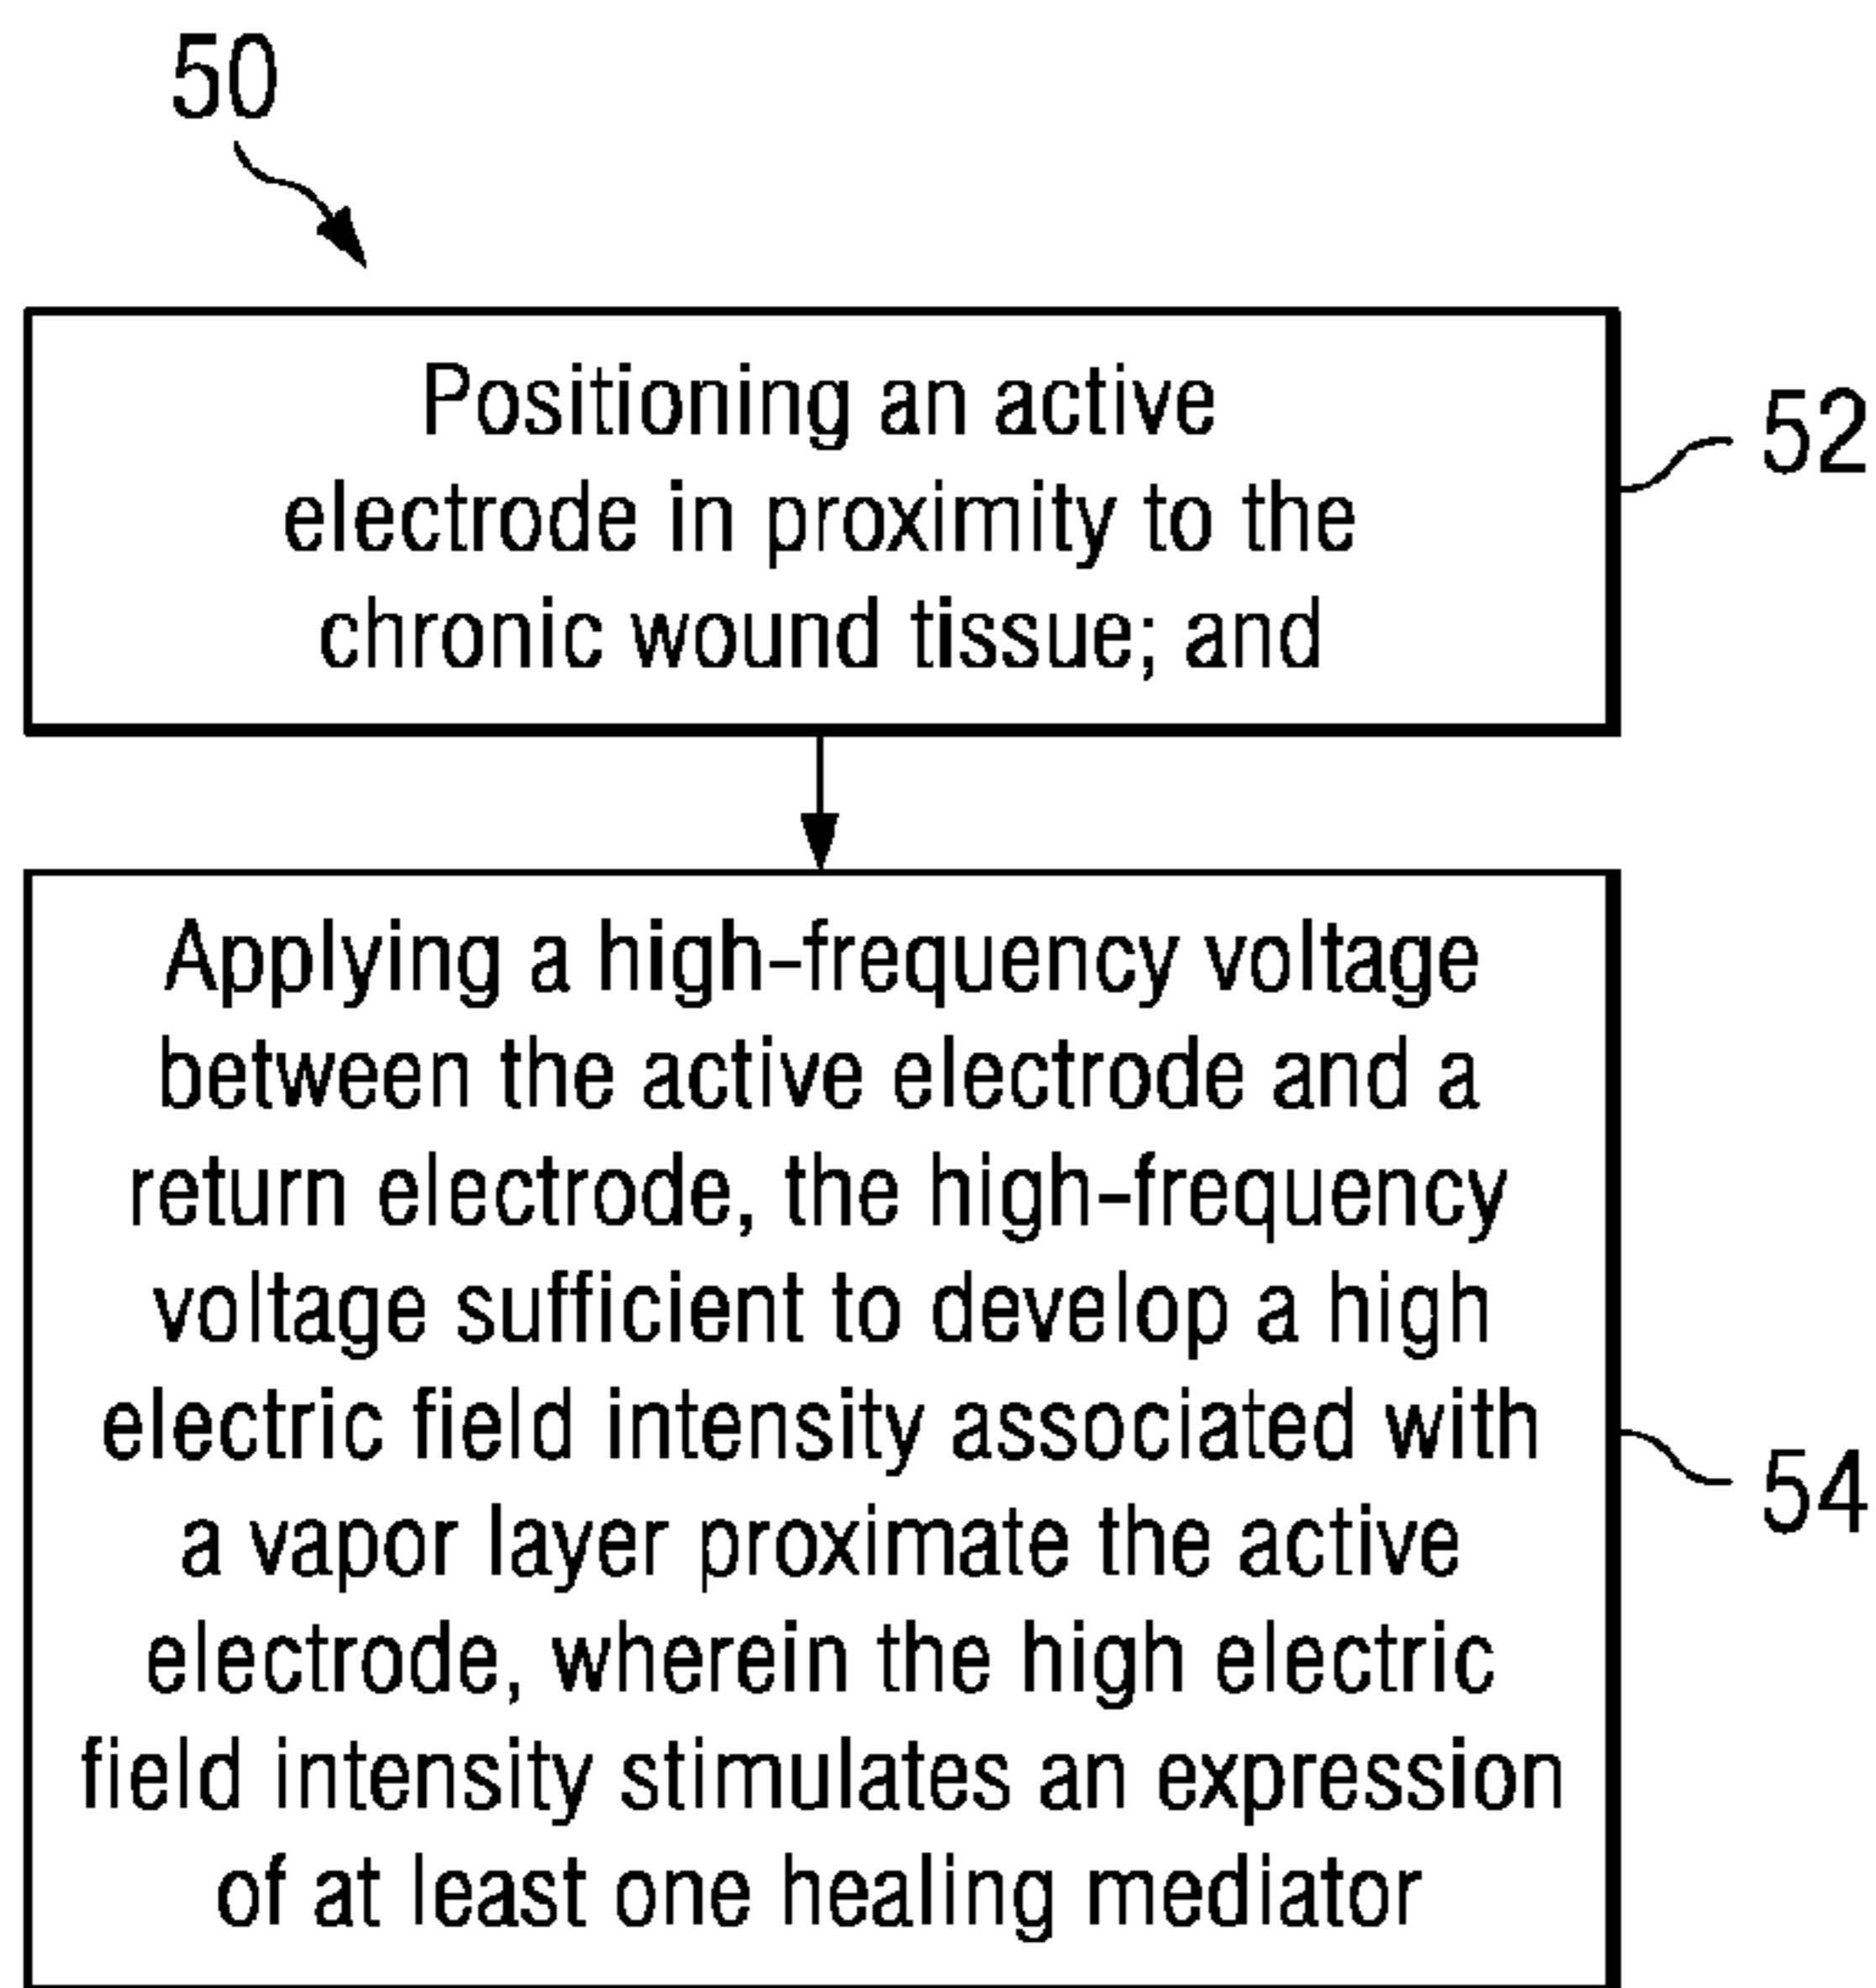 50
Positioning an active
electrode in proximity to the
chronic wound tissue; and
52
Applying a high-frequency voltage
between the active electrode and a
return electrode, the high-frequency
voltage sufficient to develop a high
electric field intensity associated with
a vapor layer proximate the active
electrode, wherein the high electric
field intensity stimulates an expression
of at least one healing mediator
54